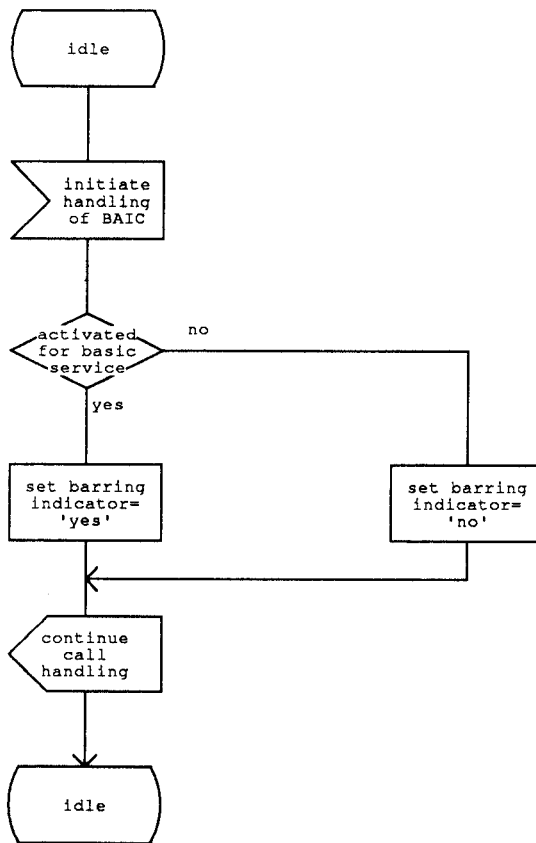 idle
initiate
handling
of BAIC
activated
for basic
service
no
yes
set barring
indicator=
'yes'
set barring
indicator=
'no'
continue
call
handling
idle